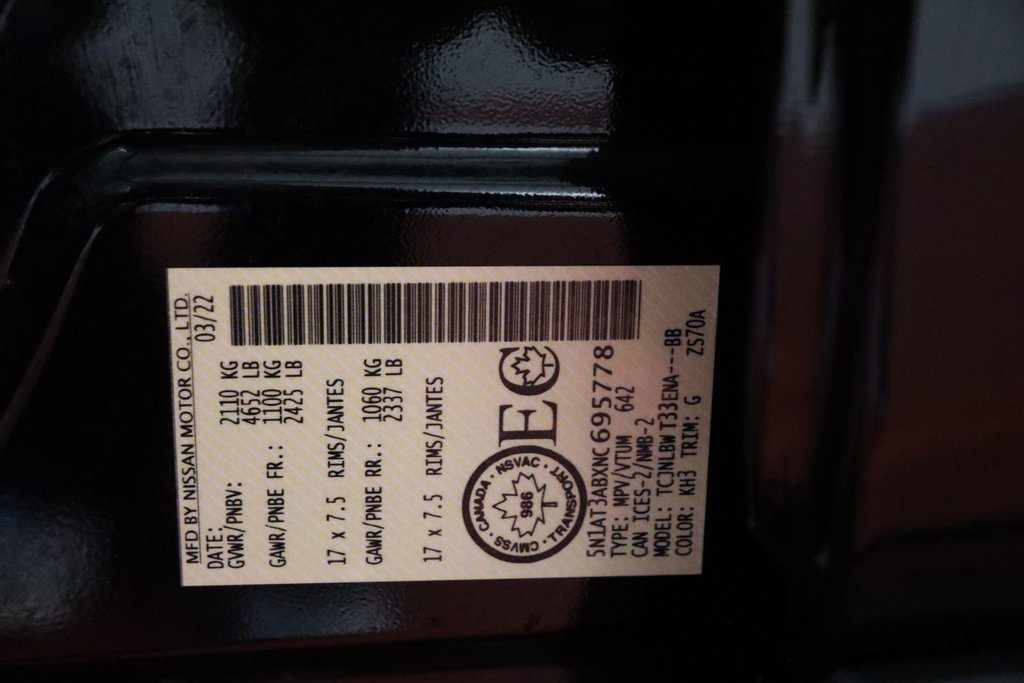 MFD BY NISSAN MOTOR CO., LTD.
DATE: 03/22
GVWR/PNBV: 2110 KG
4652 LB
GAWR/PNBE FR.: 1100 KG
2425 LB
17 x 7.5 RIMS/JANTES
GAWR/PNBE RR.: 1060 KG
2337 LB
17 x 7.5 RIMS/JANTES
CANADA · NSVAC · TRANSPORT · CMVSS ·
986
EC
5N1AT3ABXNC695778
TYPE: MPV/VTUM 642
CAN ICES-2/NMB-2
MODEL: TCJNLBWT33ENA---BB
COLOR: KH3 TRIM: G ZS70A